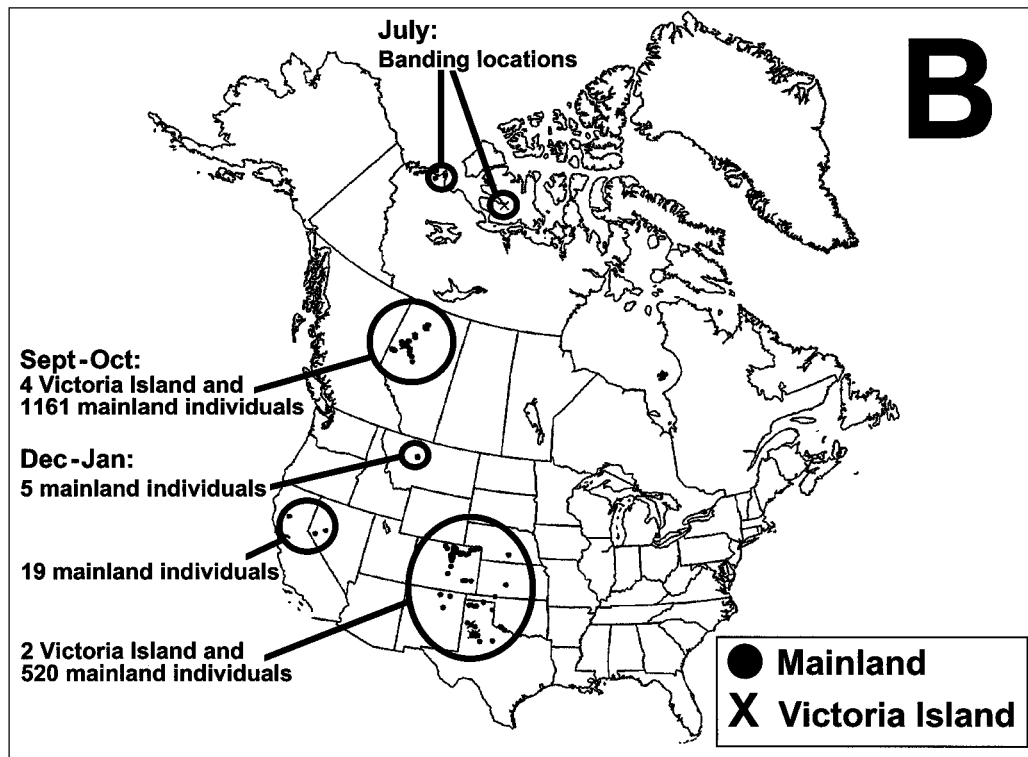 July:
Banding locations
B
Sept-Oct:
4 Victoria Island and
1161 mainland individuals
Dec-Jan:
5 mainland individuals
19 mainland individuals
2 Victoria Island and
520 mainland individuals
Mainland
X Victoria Island